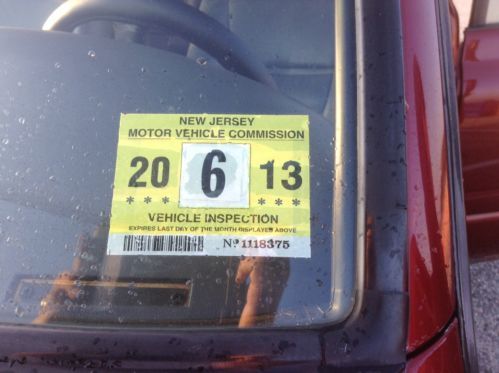 NEW JERSEY
MOTOR VEHICLE COMMISSION
20 6 13
* * * * * *
VEHICLE INSPECTION
EXPIRES LAST DAY OF THE MONTH DISPLAYED ABOVE
Nº 1118375